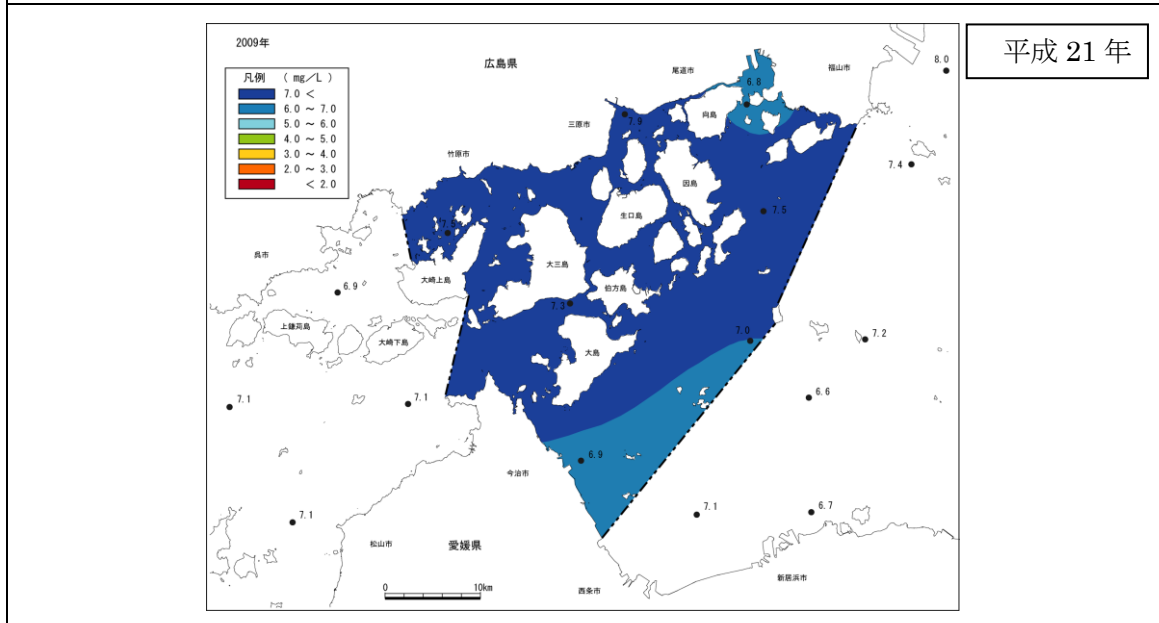 平成 21 年
2009年
広島県
尾道市
福山市
8.0
凡例 ( mg/L )
7.0 <
6.0 ~ 7.0
5.0 ~ 6.0
4.0 ~ 5.0
3.0 ~ 4.0
2.0 ~ 3.0
< 2.0
6.8
向島
7.9
三原市
竹原市
7.4
因島
7.5
生口島
呉市
大三島
大崎上島
伯方島
6.9
7.3
上鎌苅島
大崎下島
大島
7.0
7.2
7.1
7.1
6.6
6.9
今治市
7.1
7.1
6.7
松山市
愛媛県
新居浜市
0 10km
西条市